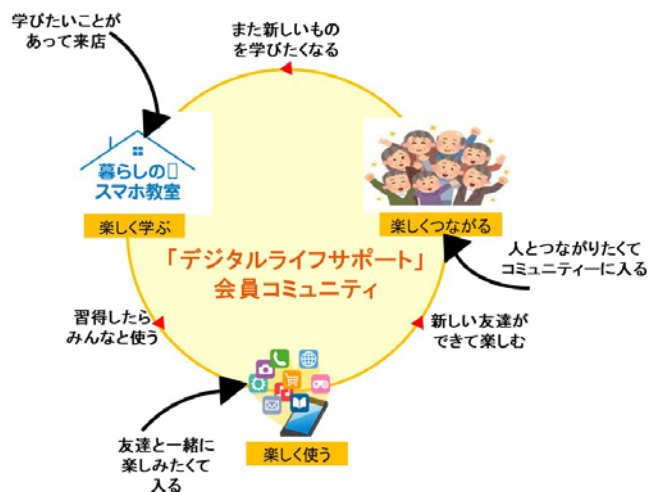 学びたいことが
あって来店
また新しいもの
を学びたくなる
暮らしの
スマホ教室
楽しく学ぶ
楽しくつながる
「デジタルライフサポート」
会員コミュニティ
人とつながりたくて
コミュニティーに入る
習得したら
みんなと使う
新しい友達が
できて楽しむ
友達と一緒に
楽しみたくて
入る
楽しく使う